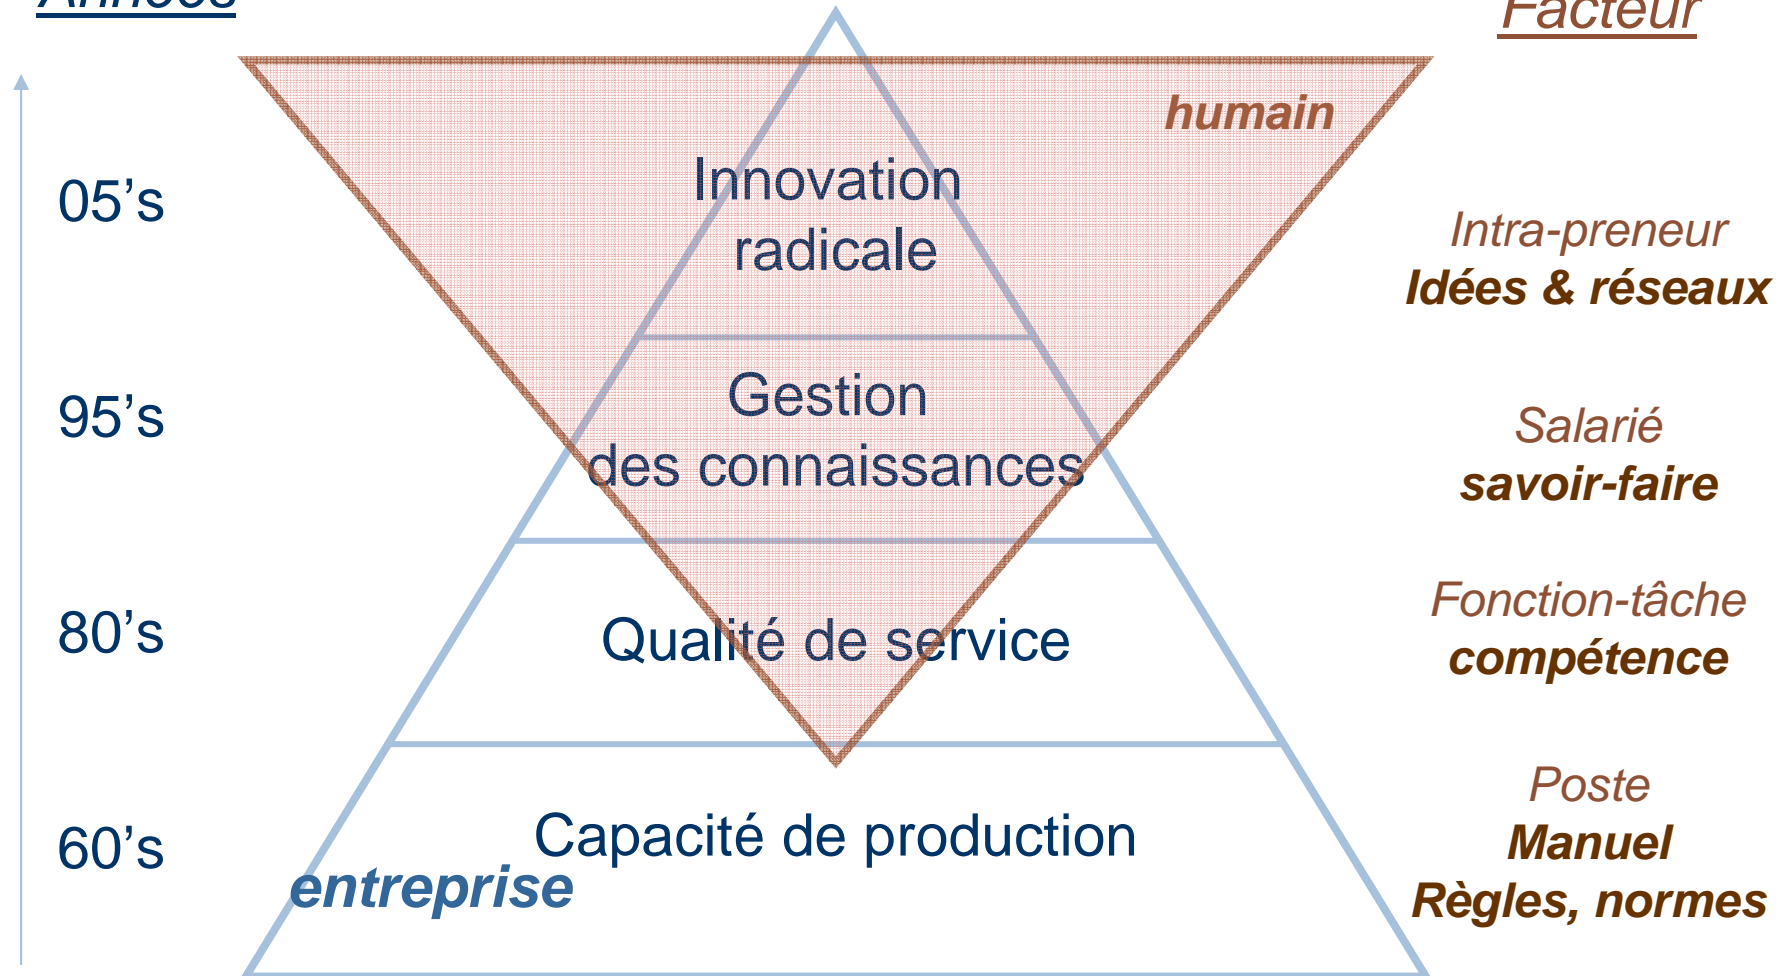 Années
Facteur
humain
05's
Innovation
radicale
Intra-preneur
Idées & réseaux
95's
Gestion
des connaissances
Salarié
savoir-faire
80's
Qualité de service
Fonction-tâche
compétence
60's
Capacité de production
entreprise
Poste
Manuel
Règles, normes